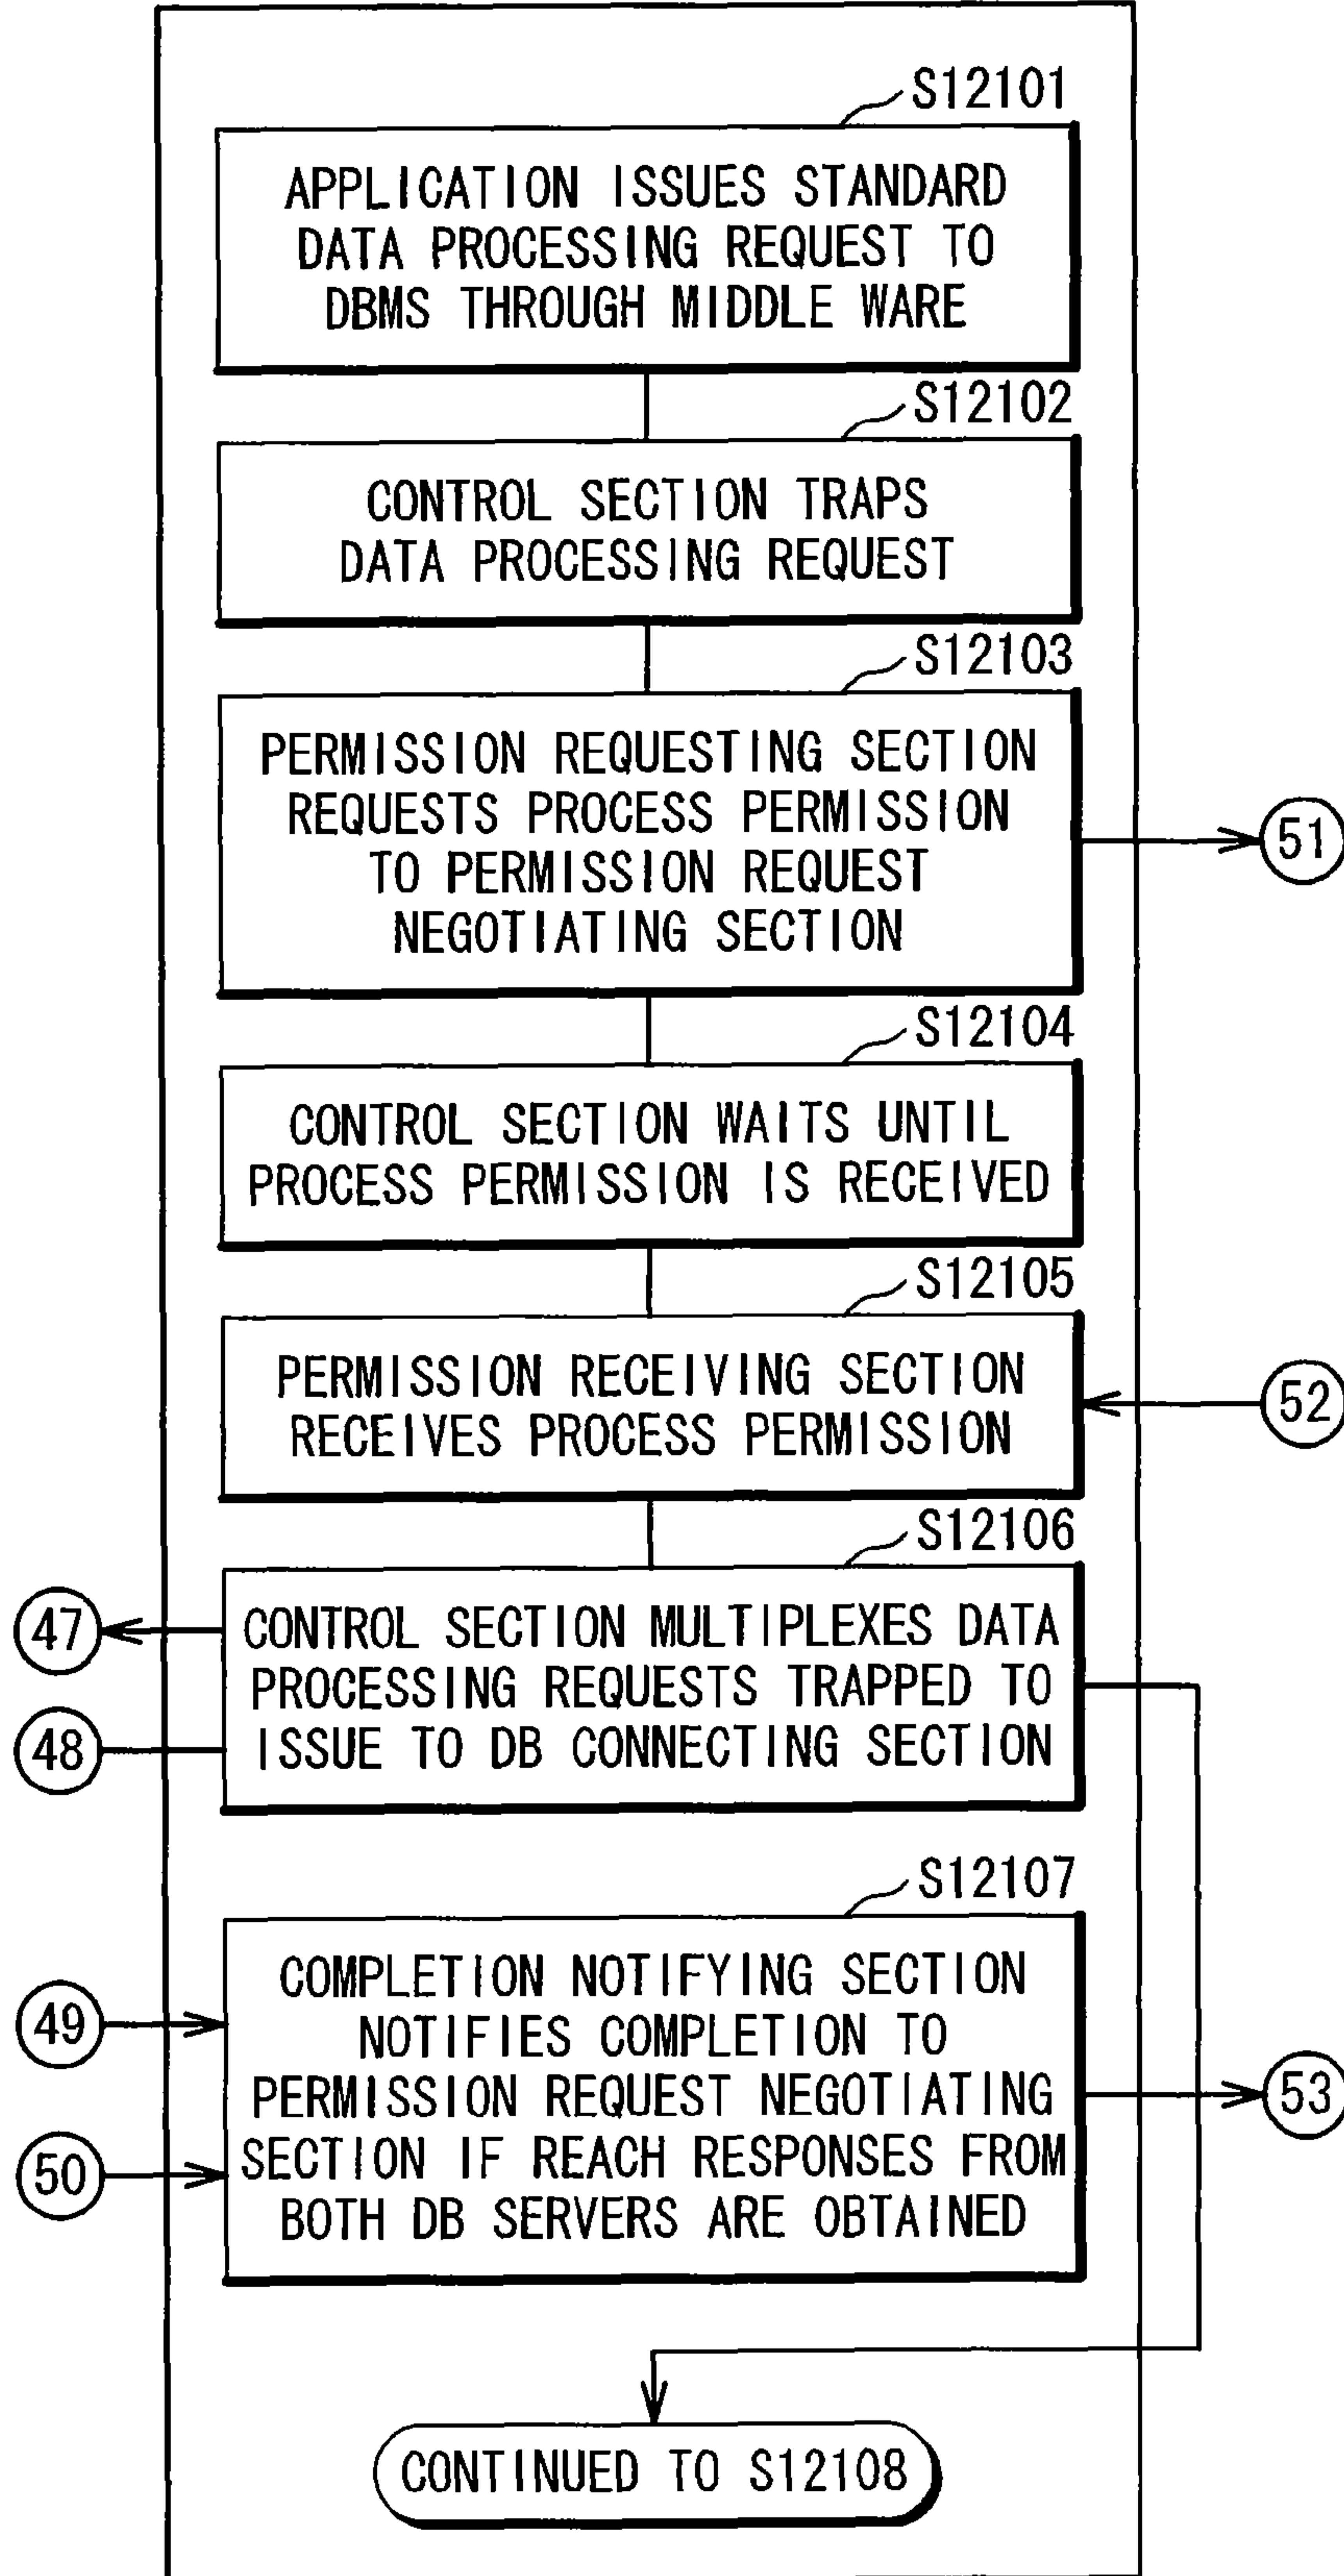 S12101
APPLICATION ISSUES STANDARD
DATA PROCESSING REQUEST TO
DBMS THROUGH MIDDLE WARE
S12102
CONTROL SECTION TRAPS
DATA PROCESSING REQUEST
S12103
PERMISSION REQUESTING SECTION
REQUESTS PROCESS PERMISSION
TO PERMISSION REQUEST
NEGOTIATING SECTION
51
S12104
CONTROL SECTION WAITS UNTIL
PROCESS PERMISSION IS RECEIVED
S12105
PERMISSION RECEIVING SECTION
RECEIVES PROCESS PERMISSION
52
S12106
47
CONTROL SECTION MULTIPLEXES DATA
PROCESSING REQUESTS TRAPPED TO
ISSUE TO DB CONNECTING SECTION
48
S12107
COMPLETION NOTIFYING SECTION
NOTIFIES COMPLETION TO
PERMISSION REQUEST NEGOTIATING
SECTION IF REACH RESPONSES FROM
BOTH DB SERVERS ARE OBTAINED
49
50
53
CONTINUED TO S12108